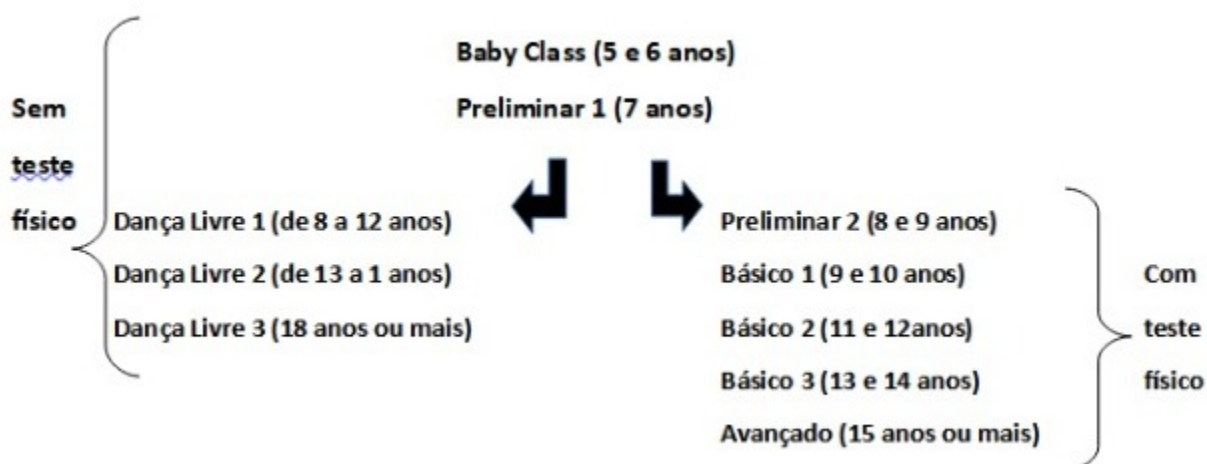 Baby Class (5 e 6 anos)
Preliminar 1 (7 anos)
Sem
teste
físico
Dança Livre 1 (de 8 a 12 anos)
Dança Livre 2 (de 13 a 1 anos)
Dança Livre 3 (18 anos ou mais)
Preliminar 2 (8 e 9 anos)
Básico 1 (9 e 10 anos)
Básico 2 (11 e 12anos)
Básico 3 (13 e 14 anos)
Avançado (15 anos ou mais)
Com
teste
físico